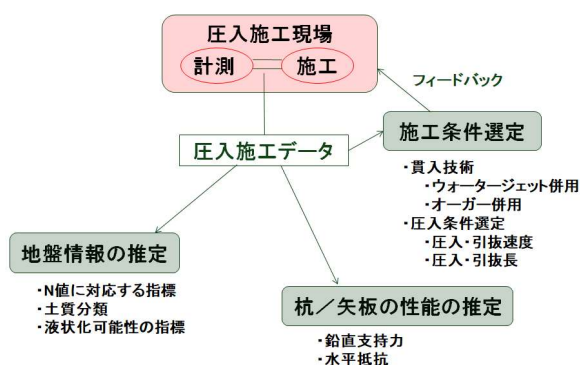 圧入施工現場
計測
施工
フィードバック
圧入施工データ
施工条件選定
・貫入技術
・ウォータージェット併用
・オーガー併用
・圧入条件選定
・圧入・引抜速度
・圧入・引抜長
地盤情報の推定
・N値に対応する指標
・土質分類
・液状化可能性の指標
杭／矢板の性能の推定
・鉛直支持力
・水平抵抗